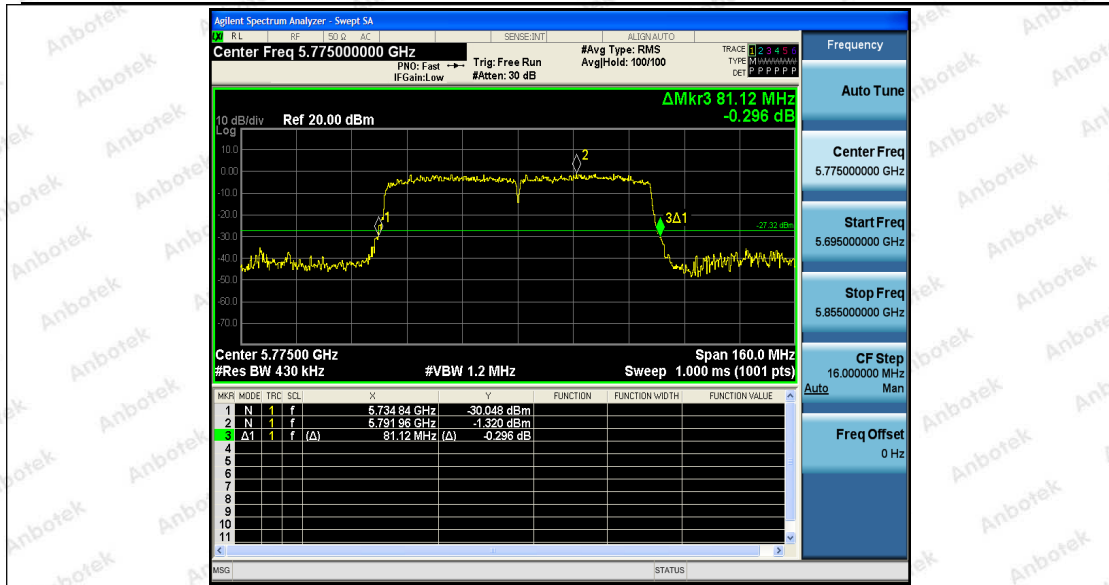 Agilent Spectrum Analyzer - Swept SA
RL RF 50 Ω AC SENSE:INT ALIGNAUTO
Center Freq 5.775000000 GHz
PNO: Fast
IFGain:Low
Trig: Free Run
#Atten: 30 dB
#Avg Type: RMS
Avg|Hold: 100/100
TRACE 1 2 3 4 5 6
TYPE M
DET P P P P P P
ΔMkr3 81.12 MHz
-0.296 dB
10 dB/div Ref 20.00 dBm
Log
10.0
0.00
-10.0
-20.0
-30.0
-40.0
-50.0
-60.0
-70.0
1
2
3Δ1
-27.32 dBm
Center 5.77500 GHz Span 160.0 MHz
#Res BW 430 kHz #VBW 1.2 MHz Sweep 1.000 ms (1001 pts)
MKR MODE TRC SCL X Y FUNCTION FUNCTION WIDTH FUNCTION VALUE
1 N 1 f 5.734 84 GHz -30.048 dBm
2 N 1 f 5.791 96 GHz -1.320 dBm
3 Δ1 1 f (Δ) 81.12 MHz (Δ) -0.296 dB
4
5
6
7
8
9
10
11
MSG STATUS
Frequency
Auto Tune
Center Freq
5.775000000 GHz
Start Freq
5.695000000 GHz
Stop Freq
5.855000000 GHz
CF Step
16.000000 MHz
Auto Man
Freq Offset
0 Hz
Anbotek